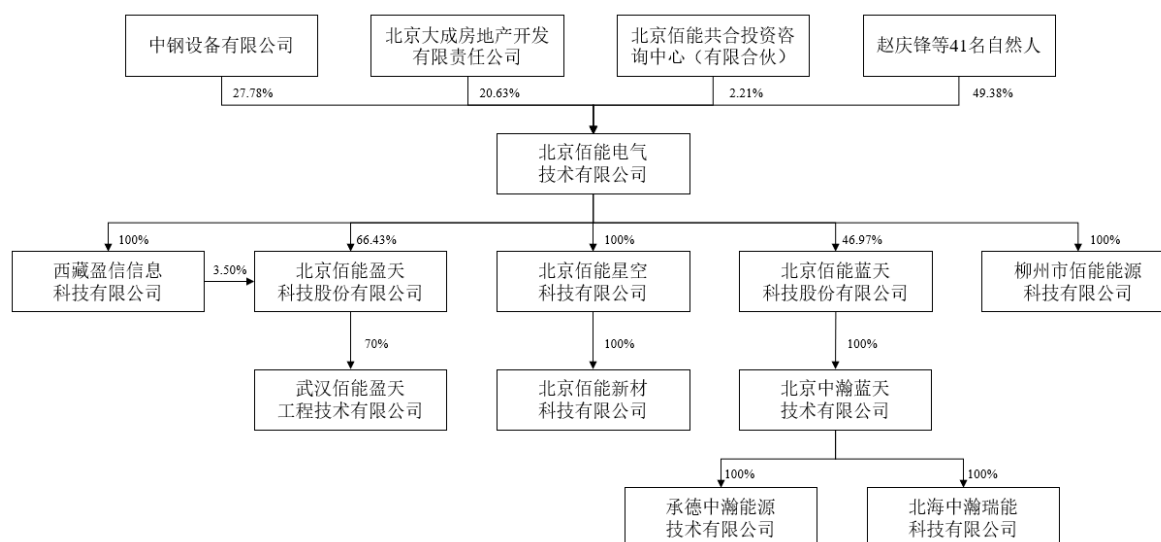 中钢设备有限公司
北京大成房地产开发
有限责任公司
北京佰能共合投资咨
询中心（有限合伙）
赵庆锋等41名自然人
27.78%
20.63%
2.21%
49.38%
北京佰能电气
技术有限公司
100%
66.43%
100%
46.97%
100%
西藏盈信信息
科技有限公司
3.50%
北京佰能盈天
科技股份有限公司
北京佰能星空
科技有限公司
北京佰能蓝天
科技股份有限公司
柳州市佰能能源
科技有限公司
70%
100%
100%
武汉佰能盈天
工程技术有限公司
北京佰能新材
科技有限公司
北京中瀚蓝天
技术有限公司
100%
100%
承德中瀚能源
技术有限公司
北海中瀚瑞能
科技有限公司